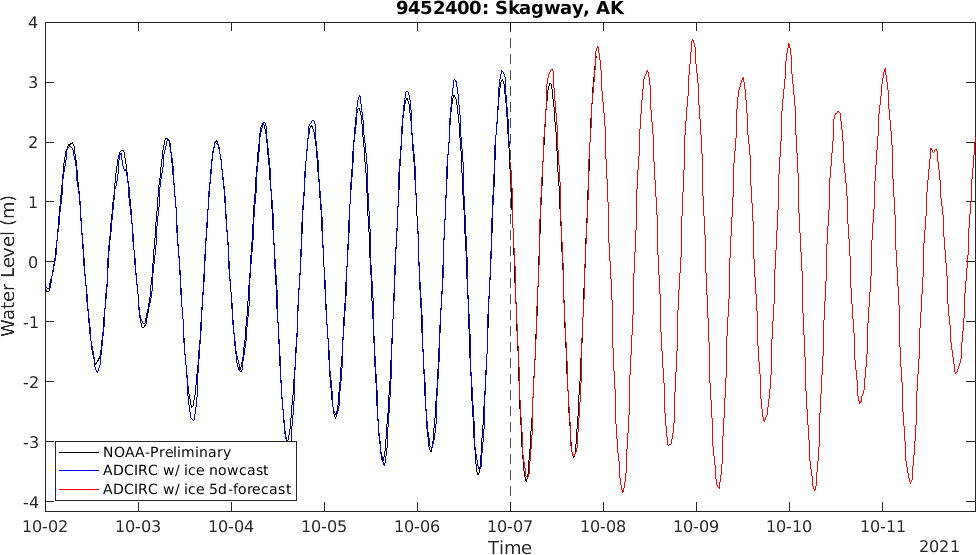 9452400: Skagway, AK
4
3
2
1
0
-1
-2
-3
-4
Water Level (m)
NOAA-Preliminary
ADCIRC w/ ice nowcast
ADCIRC w/ ice 5d-forecast
10-02 10-03 10-04 10-05 10-06 10-07 10-08 10-09 10-10 10-11
Time
2021